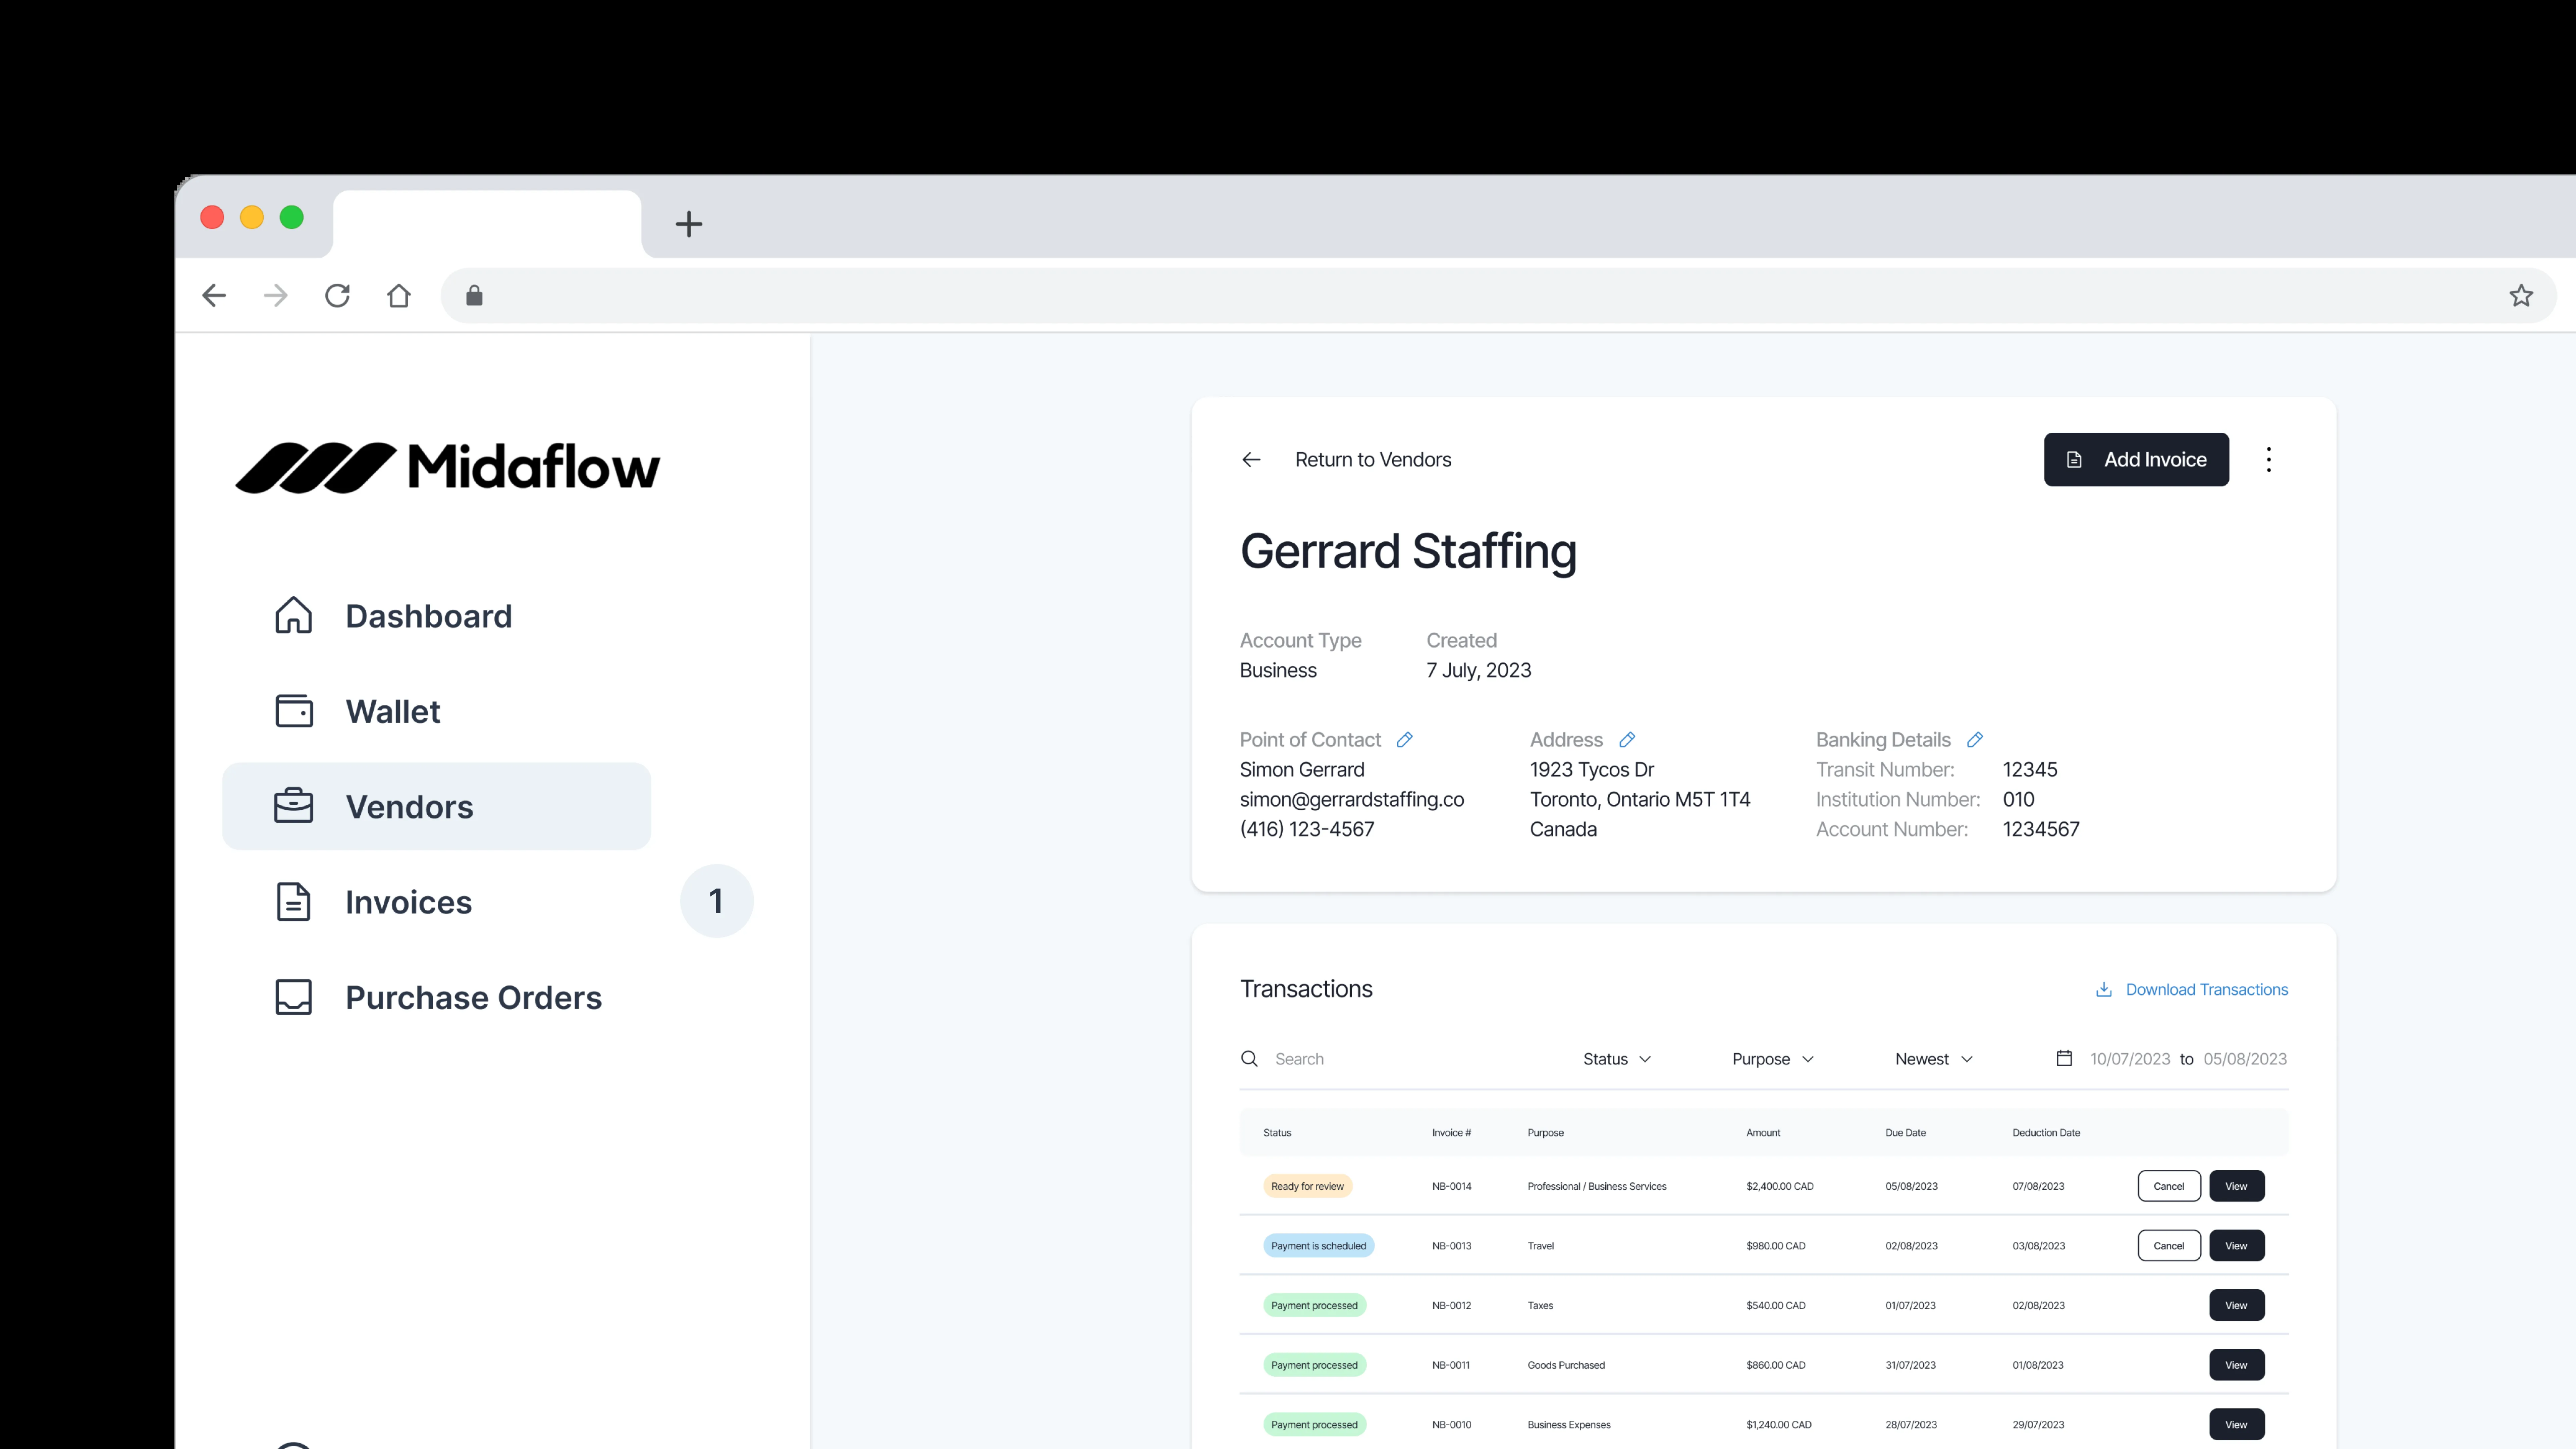 Midaflow
Dashboard
Wallet
Vendors
Invoices 1
Purchase Orders
Return to Vendors
Add Invoice
Gerrard Staffing
Account Type Created
Business 7 July, 2023
Point of Contact Address Banking Details
Simon Gerrard 1923 Tycos Dr Transit Number: 12345
simon@gerrardstaffing.co Toronto, Ontario M5T 1T4 Institution Number: 010
(416) 123-4567 Canada Account Number: 1234567
Transactions Download Transactions
Search Status Purpose Newest 10/07/2023 to 05/08/2023
Status Invoice # Purpose Amount Due Date Deduction Date
Ready for review NB-0014 Professional / Business Services $2,400.00 CAD 05/08/2023 07/08/2023 Cancel View
Payment is scheduled NB-0013 Travel $980.00 CAD 02/08/2023 03/08/2023 Cancel View
Payment processed NB-0012 Taxes $540.00 CAD 01/07/2023 02/08/2023 View
Payment processed NB-0011 Goods Purchased $860.00 CAD 31/07/2023 01/08/2023 View
Payment processed NB-0010 Business Expenses $1,240.00 CAD 28/07/2023 29/07/2023 View